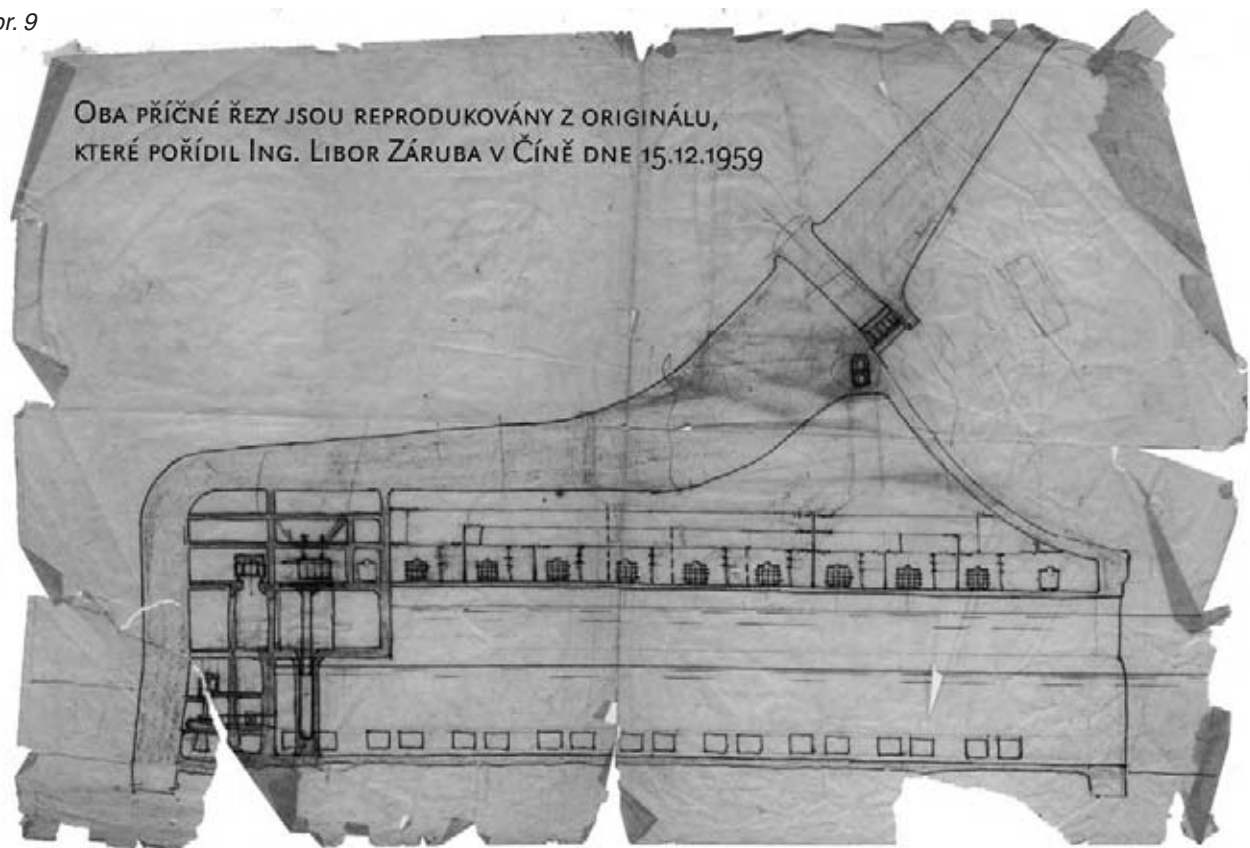 br. 9
OBA PŘÍČNÉ ŘEZY JSOU REPRODUKOVÁNY Z ORIGINÁLU,
KTERÉ POŘÍDIL ING. LIBOR ZÁRUBA V ČÍNĚ DNE 15.12.1959